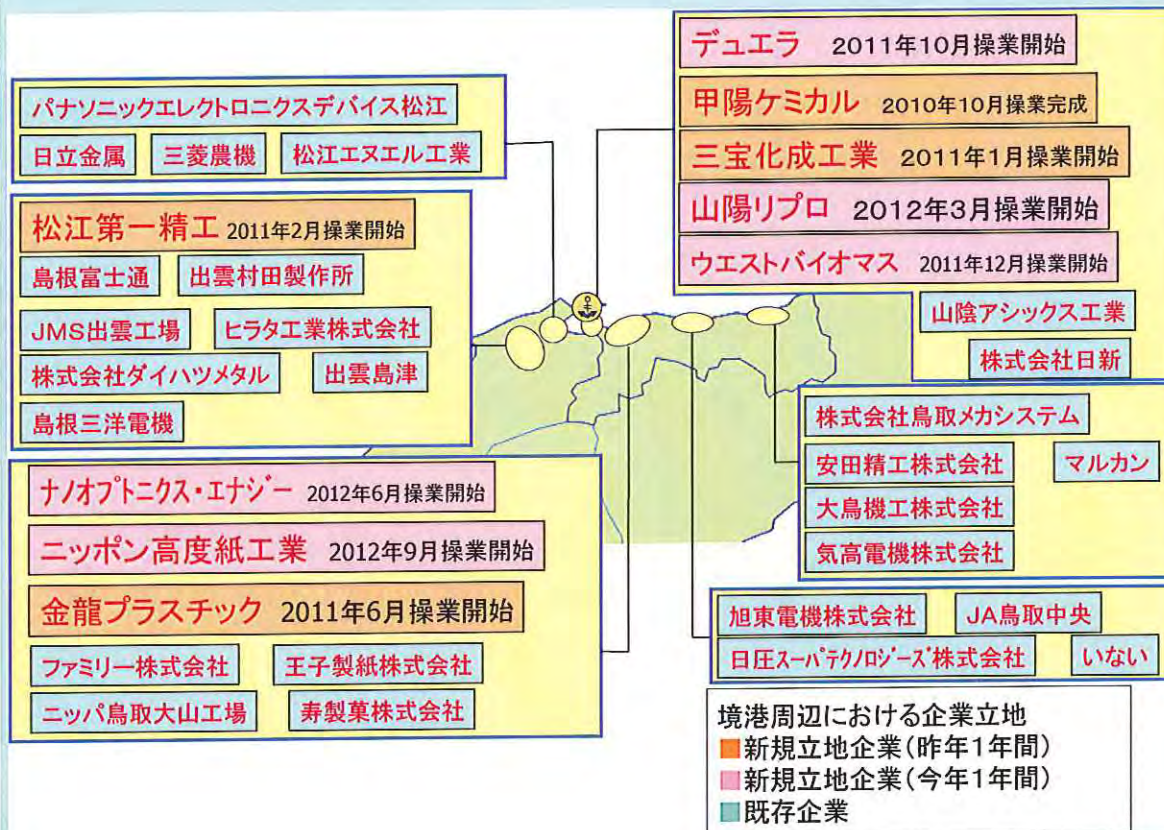 パナソニックエレクトロニクスデバイス松江
日立金属 三菱農機 松江エヌエル工業
松江第一精工 2011年2月操業開始
島根富士通 出雲村田製作所
JMS出雲工場 ヒラタ工業株式会社
株式会社ダイハツメタル 出雲島津
島根三洋電機
ナノオプトニクス・エナジー 2012年6月操業開始
ニッポン高度紙工業 2012年9月操業開始
金龍プラスチック 2011年6月操業開始
ファミリー株式会社 王子製紙株式会社
ニッパ鳥取大山工場 寿製菓株式会社
デュエラ 2011年10月操業開始
甲陽ケミカル 2010年10月操業完成
三宝化成工業 2011年1月操業開始
山陽リプロ 2012年3月操業開始
ウエストバイオマス 2011年12月操業開始
山陰アシックス工業
株式会社日新
株式会社鳥取メカシステム
安田精工株式会社 マルカン
大鳥機工株式会社
気高電機株式会社
旭東電機株式会社 JA鳥取中央
日圧スーパテクノロジーズ株式会社 いない
境港周辺における企業立地
新規立地企業(昨年1年間)
新規立地企業(今年1年間)
既存企業